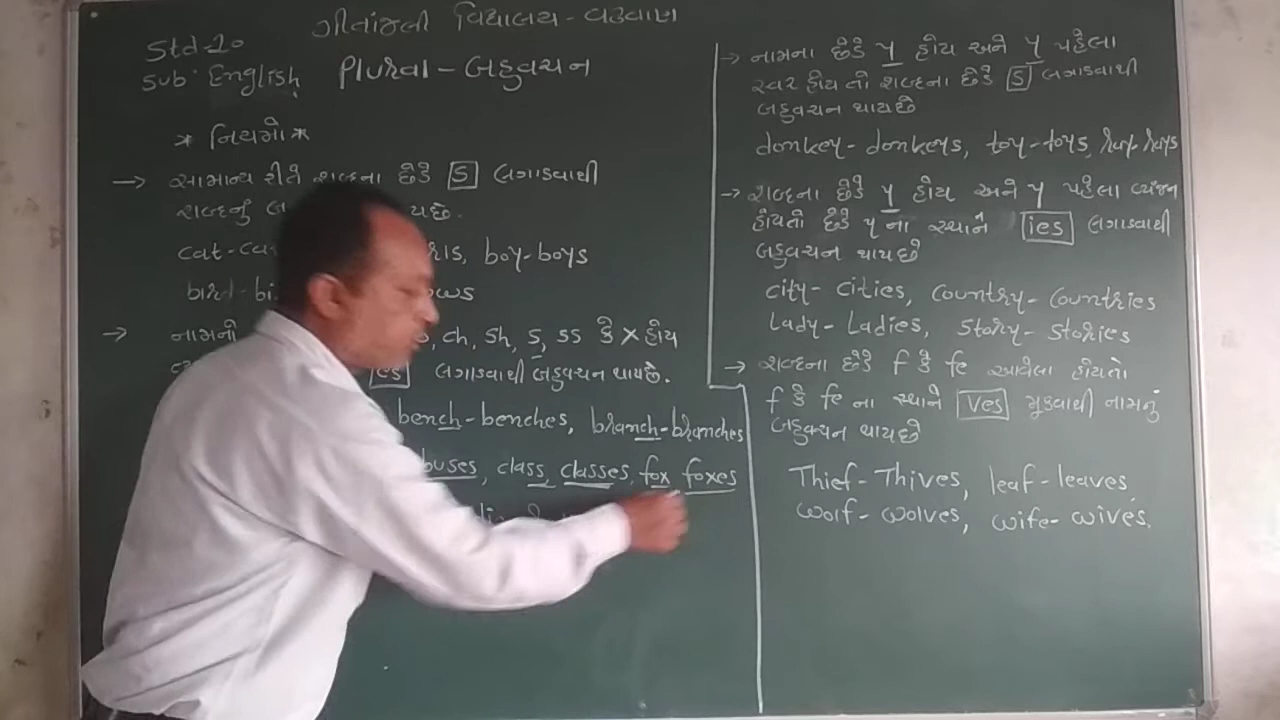 ગીતાંજલી વિદ્યાલય - વઢવાણ
Std-10
Sub: English
Plural - બહુવચન
* નિયમો *
→ સામાન્ય રીતે શબ્દના છેડે S લગાડવાથી
શબ્દનું થાય છે.
cat- boy-boys
→ નામનો ch, sh, s, ss કે x હોય
es લગાડવાથી બહુવચન થાય છે.
bench-benches, branch-branches
buses, class, classes, fox foxes
→ નામના છેડે y હોય અને y પહેલા
સ્વર હોય તો શબ્દના છેડે S લગાડવાથી
બહુવચન થાય છે
donkey- donkeys, toy-toys,
→ શબ્દના છેડે y હોય અને y પહેલા વ્યંજન
હોયતો છેડે y ના સ્થાને ies લગાડવાથી
બહુવચન થાય છે
city- cities, country- countries
Lady- Ladies, Story- Stories
→ શબ્દના છેડે f કે fe આવેલા હોયતો
f કે fe ના સ્થાને ves મૂકવાથી નામનું
બહુવચન થાય છે
Thief-Thives, leaf-leaves
wolf- wolves, wife- wives.